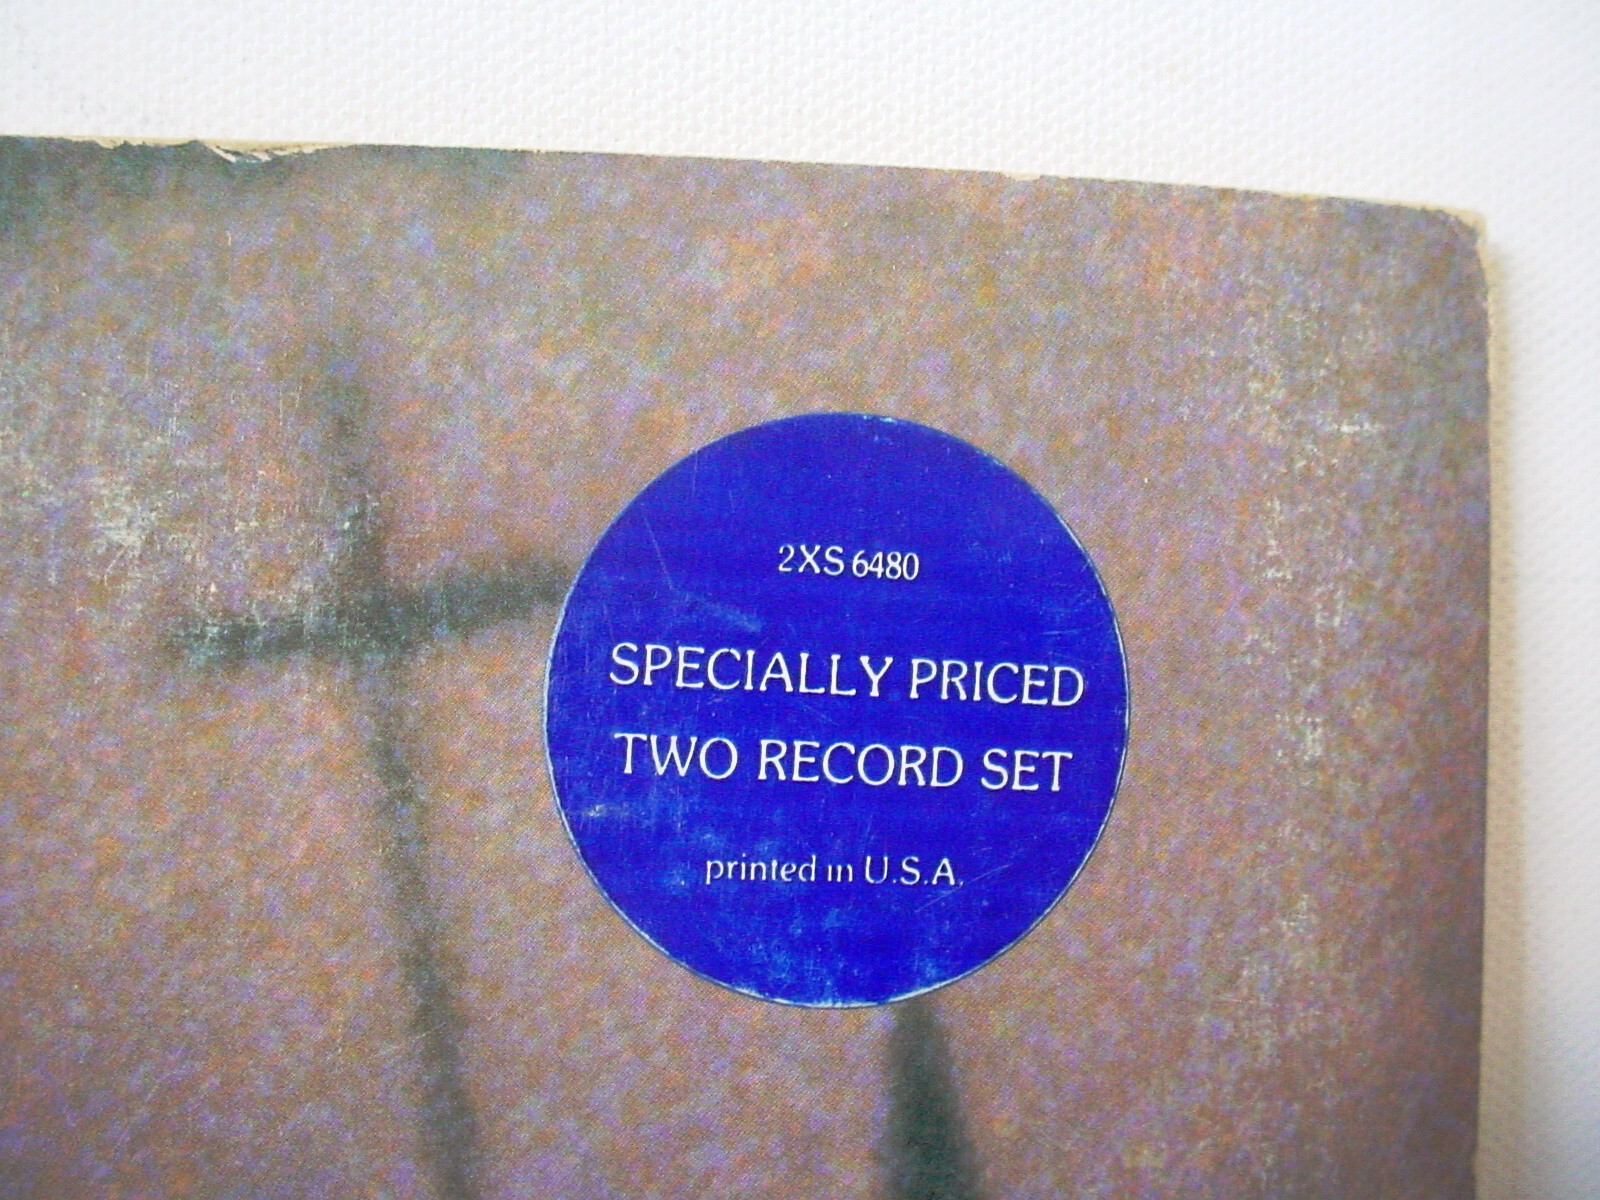 2XS 6480
SPECIALLY PRICED
TWO RECORD SET
printed in U.S.A.